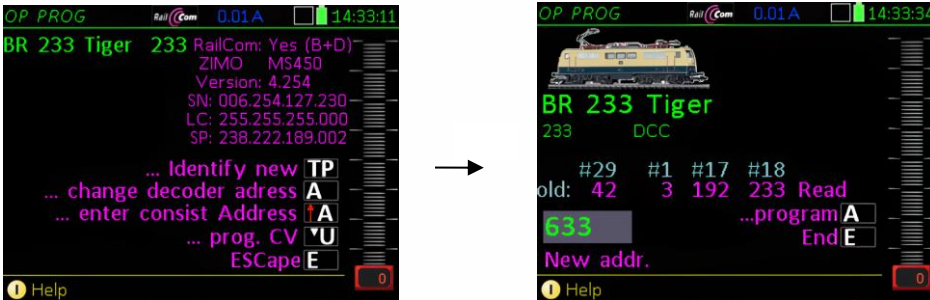 OP PROG RailCom 0.01 A 14:33:11
BR 233 Tiger 233 RailCom: Yes (B+D)
ZIMO MS450
Version: 4.254
SN: 006.254.127.230
LC: 255.255.255.000
SP: 238.222.189.002
... Identify new TP
... change decoder adress A
... enter consist Address ↑A
... prog. CV ▼U
ESCape E
0
I Help
OP PROG RailCom 0.01 A 14:33:34
BR 233 Tiger
233 DCC
#29 #1 #17 #18
old: 42 3 192 233 Read
...program A
633
End E
New addr.
0
I Help